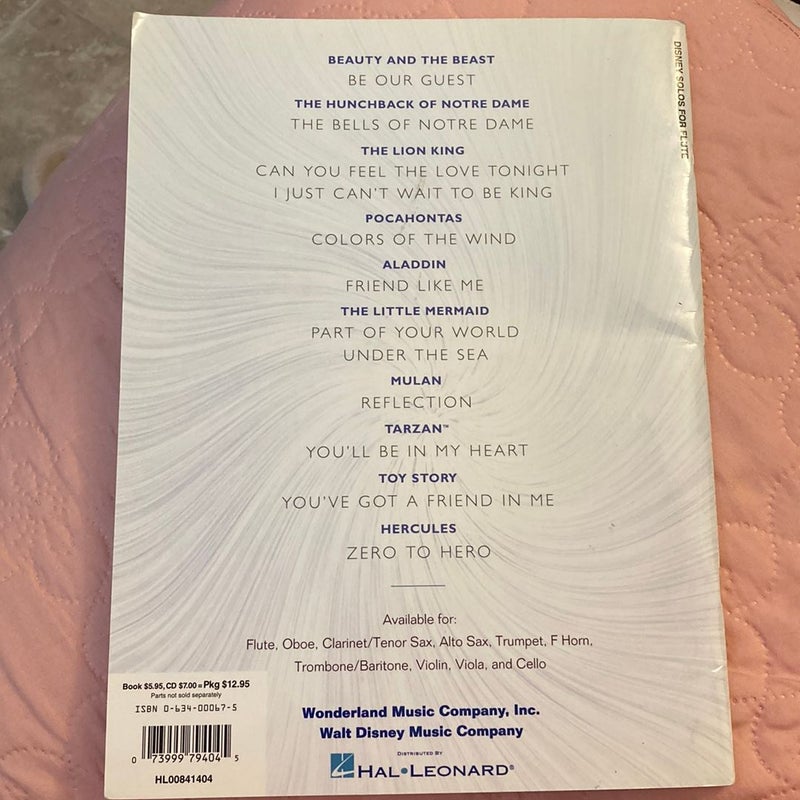 DISNEY SOLOS FOR FLUTE
BEAUTY AND THE BEAST
BE OUR GUEST
THE HUNCHBACK OF NOTRE DAME
THE BELLS OF NOTRE DAME
THE LION KING
CAN YOU FEEL THE LOVE TONIGHT
I JUST CAN'T WAIT TO BE KING
POCAHONTAS
COLORS OF THE WIND
ALADDIN
FRIEND LIKE ME
THE LITTLE MERMAID
PART OF YOUR WORLD
UNDER THE SEA
MULAN
REFLECTION
TARZAN™
YOU'LL BE IN MY HEART
TOY STORY
YOU'VE GOT A FRIEND IN ME
HERCULES
ZERO TO HERO
Available for:
Flute, Oboe, Clarinet/Tenor Sax, Alto Sax, Trumpet, F Horn,
Trombone/Baritone, Violin, Viola, and Cello
Book $5.95, CD $7.00 = Pkg $12.95
Parts not sold separately
ISBN 0-634-00067-5
0 73999 79404 5
HL00841404
Wonderland Music Company, Inc.
Walt Disney Music Company
DISTRIBUTED BY
HAL•LEONARD®